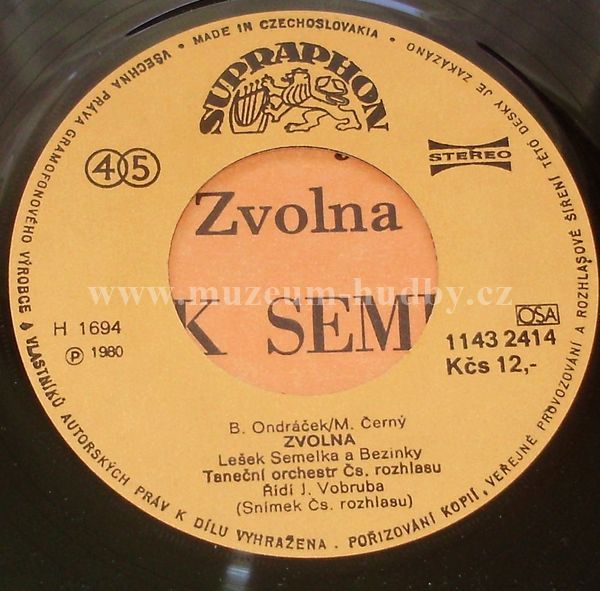 VŠECHNA PRÁVA GRAMOFONOVÉHO VÝROBCE A VLASTNÍKŮ AUTORSKÝCH PRÁV K DÍLU VYHRAŽENA . POŘIZOVÁNÍ KOPIÍ, VEŘEJNÉ PROVOZOVÁNÍ A ROZHLASOVÉ ŠÍŘENÍ TÉTO DESKY JE ZAKÁZÁNO
• MADE IN CZECHOSLOVAKIA •
SUPRAPHON
45
STEREO
Zvolna
www.muzeum-hudby.cz
K SEM
H 1694
Ⓟ 1980
OSA
1143 2414
Kčs 12,-
B. Ondráček/M. Černý
ZVOLNA
Lešek Semelka a Bezinky
Taneční orchestr Čs. rozhlasu
Řídí J. Vobruba
(Snímek Čs. rozhlasu)